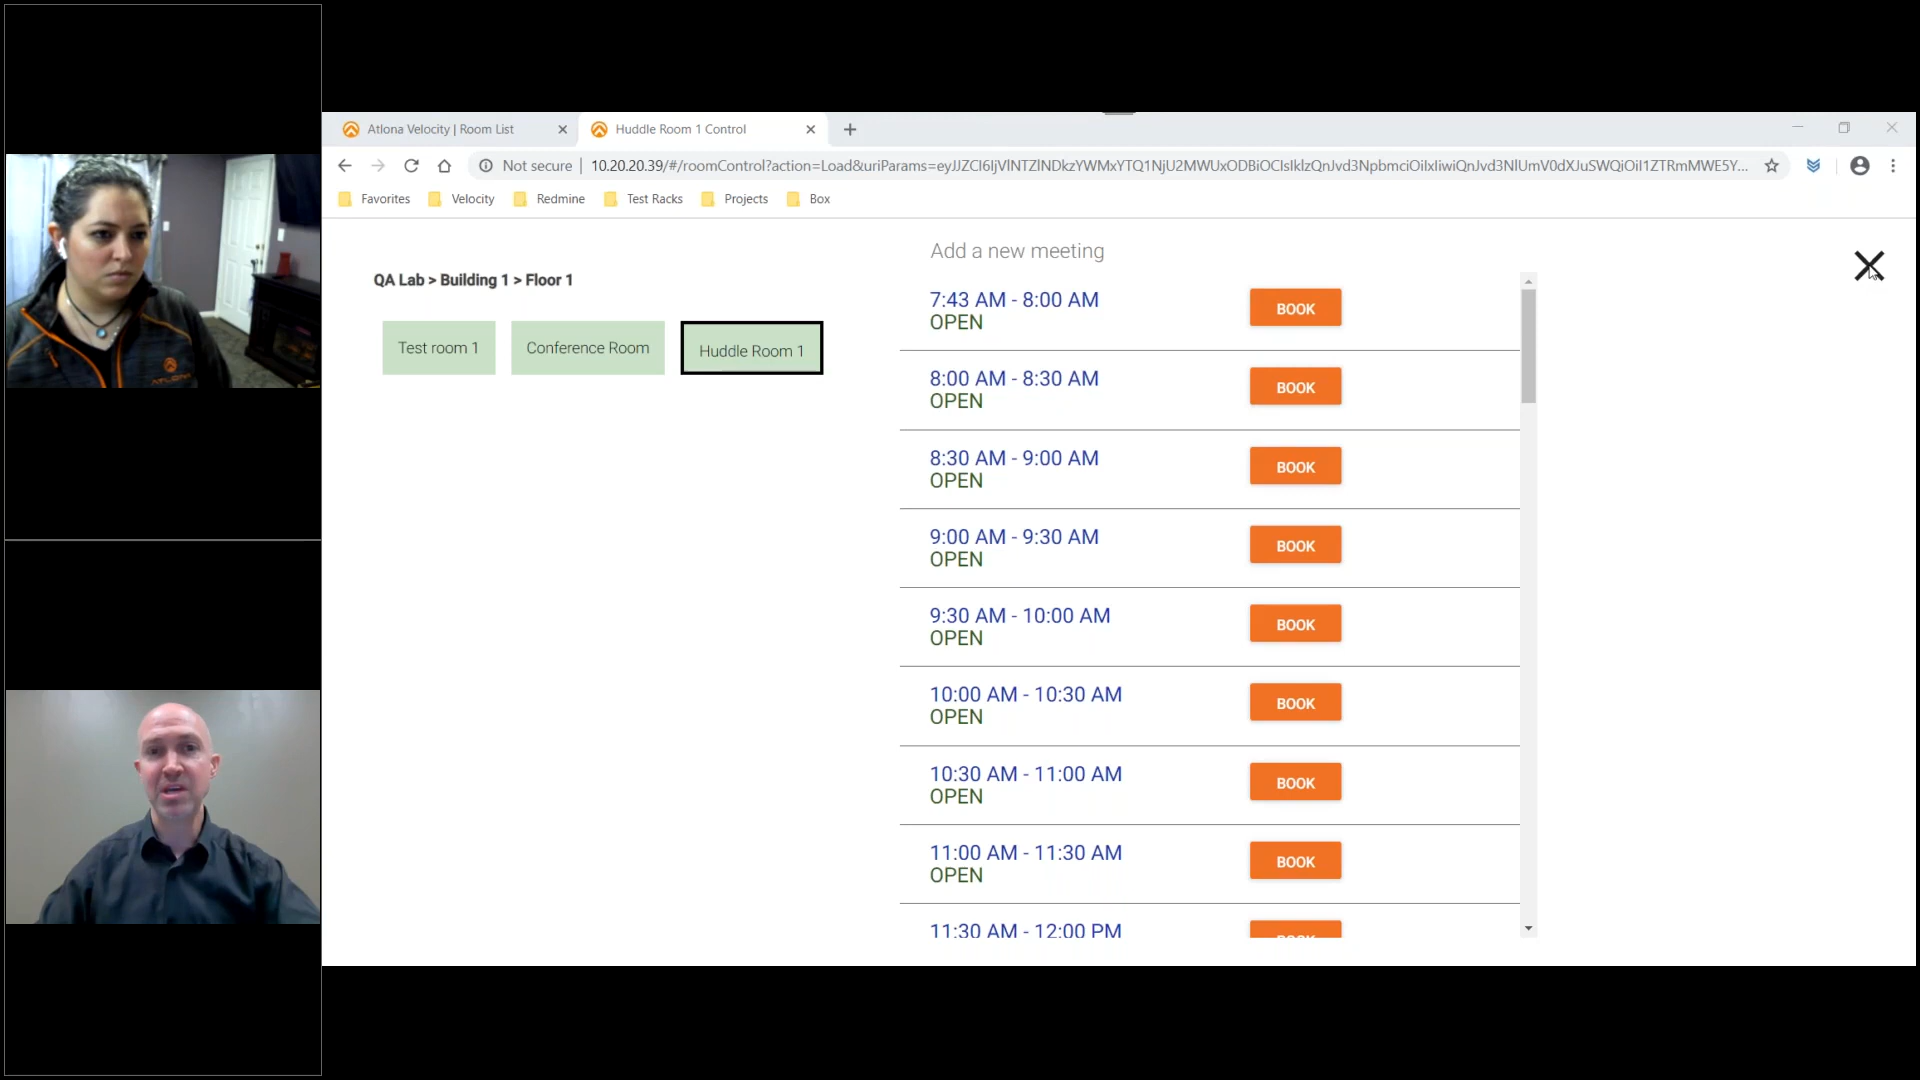 Atlona Velocity | Room List
Huddle Room 1 Control
Not secure
10.20.20.39/#/roomControl?action=Load&uriParams=
Favorites
Velocity
Redmine
Test Racks
Projects
Box
QA Lab > Building 1 > Floor 1
Test room 1
Conference Room
Huddle Room 1
Add a new meeting
7:43 AM - 8:00 AM
OPEN
BOOK
8:00 AM - 8:30 AM
OPEN
BOOK
8:30 AM - 9:00 AM
OPEN
BOOK
9:00 AM - 9:30 AM
OPEN
BOOK
9:30 AM - 10:00 AM
OPEN
BOOK
10:00 AM - 10:30 AM
OPEN
BOOK
10:30 AM - 11:00 AM
OPEN
BOOK
11:00 AM - 11:30 AM
OPEN
BOOK
11:30 AM - 12:00 PM
BOOK
ATLONA